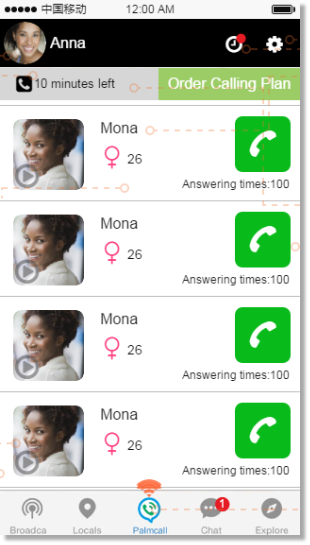 中国移动 12:00 AM
Anna
10 minutes left Order Calling Plan
Mona
26
Answering times:100
Mona
26
Answering times:100
Mona
26
Answering times:100
Mona
26
Answering times:100
1
Broadca Locals Palmcall Chat Explore